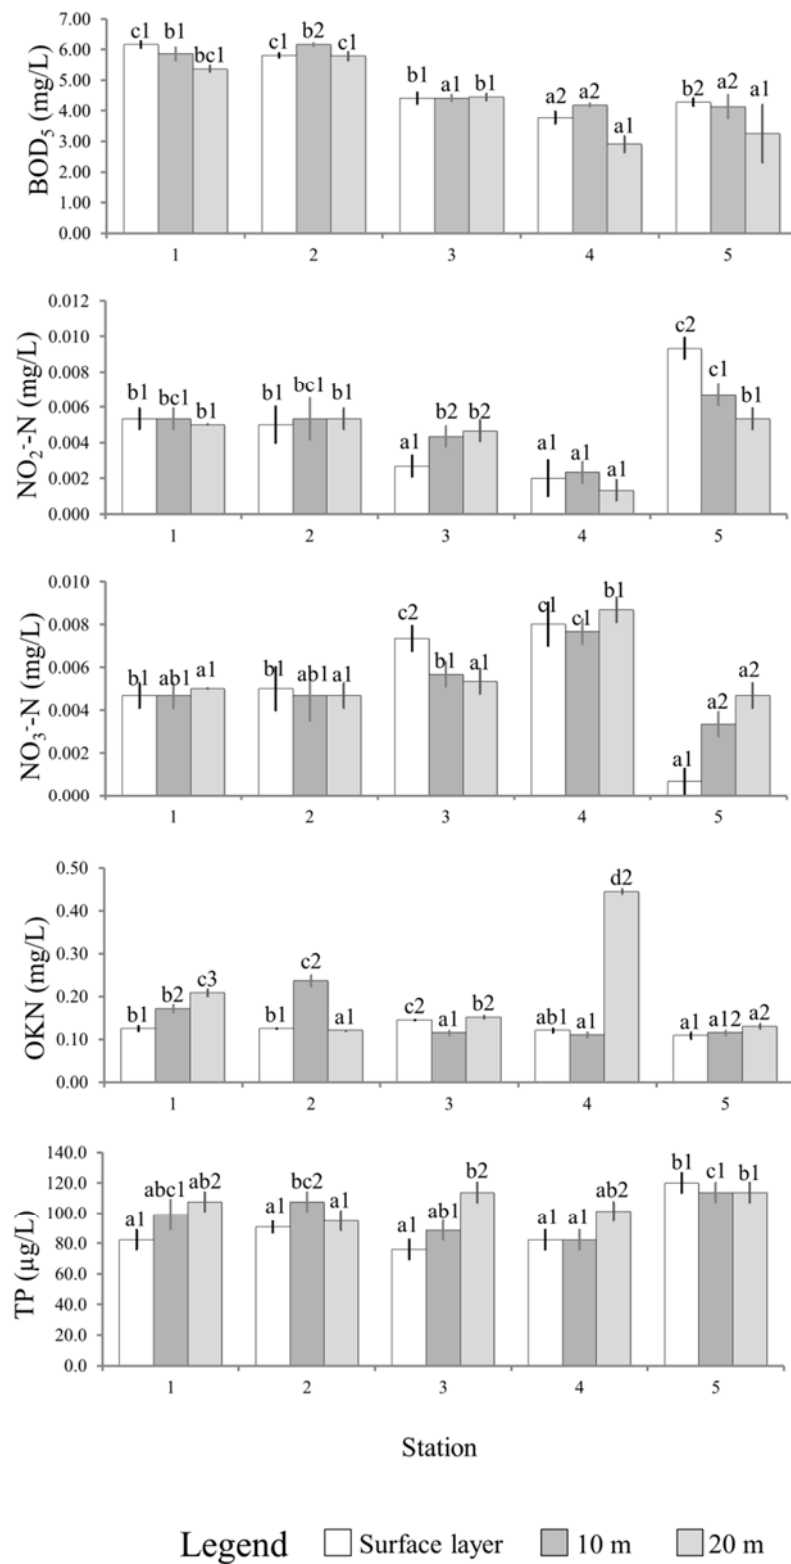 7.00
6.00
5.00
4.00
3.00
2.00
1.00
0.00
BOD₅ (mg/L)
c1 b1 bc1
c1 b2 c1
b1 a1 b1
a2 a2 a1
b2 a2 a1
1 2 3 4 5
0.012
0.010
0.008
0.006
0.004
0.002
0.000
NO₂⁻-N (mg/L)
b1 bc1 b1
b1 bc1 b1
a1 b2 b2
a1 a1 a1
c2 c1 b1
1 2 3 4 5
0.010
0.008
0.006
0.004
0.002
0.000
NO₃⁻-N (mg/L)
b1 ab1 a1
b1 ab1 a1
c2 b1 a1
c1 c1 b1
a1 a2 a2
1 2 3 4 5
0.50
0.40
0.30
0.20
0.10
0.00
OKN (mg/L)
b1 b2 c3
b1 c2 a1
c2 a1 b2
ab1 a1 d2
a1 a12 a2
1 2 3 4 5
140.0
120.0
100.0
80.0
60.0
40.0
20.0
0.0
TP (µg/L)
a1 abc1 ab2
a1 bc2 a1
a1 ab1 b2
a1 a1 ab2
b1 c1 b1
1 2 3 4 5
Station
Legend Surface layer 10 m 20 m